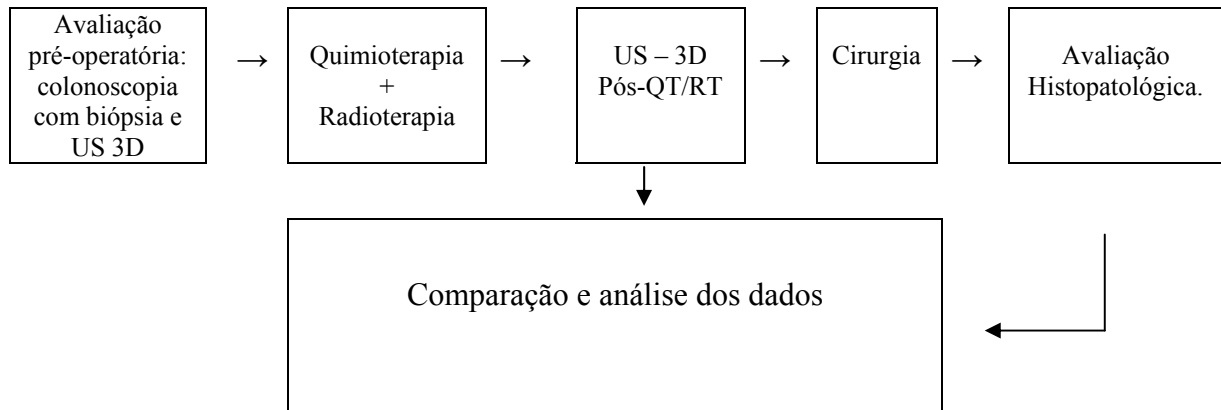 Avaliação
pré-operatória:
colonoscopia
com biópsia e
US 3D
→
Quimioterapia
+
Radioterapia
→
US – 3D
Pós-QT/RT
→
Cirurgia
→
Avaliação
Histopatológica.
Comparação e análise dos dados